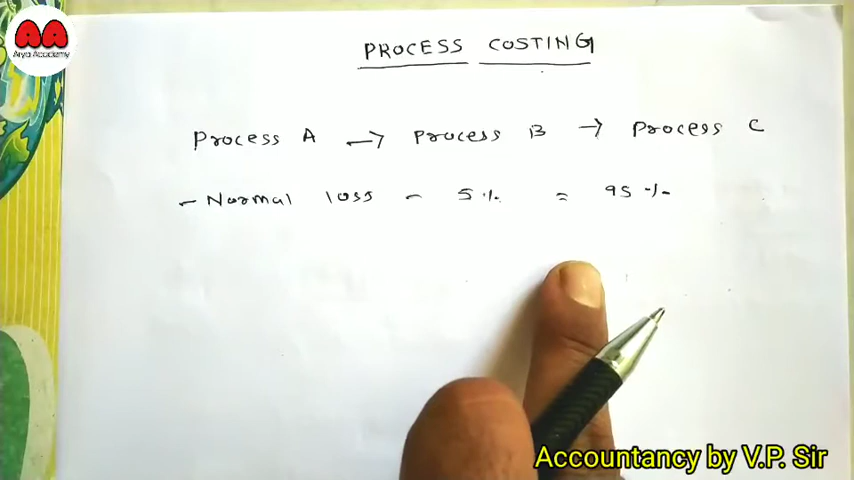 AA
Arya Academy
PROCESS COSTING
Process A → Process B → Process C
- Normal loss - 5% = 95%
Accountancy by V.P. Sir